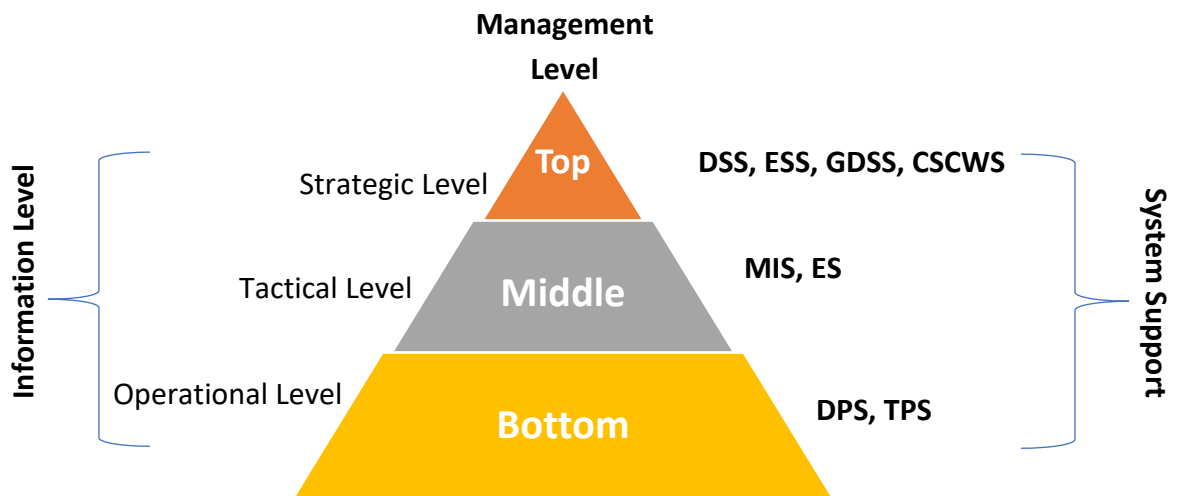 Management
Level
Information Level
Strategic Level
Top
DSS, ESS, GDSS, CSCWS
Tactical Level
Middle
MIS, ES
Operational Level
Bottom
DPS, TPS
System Support